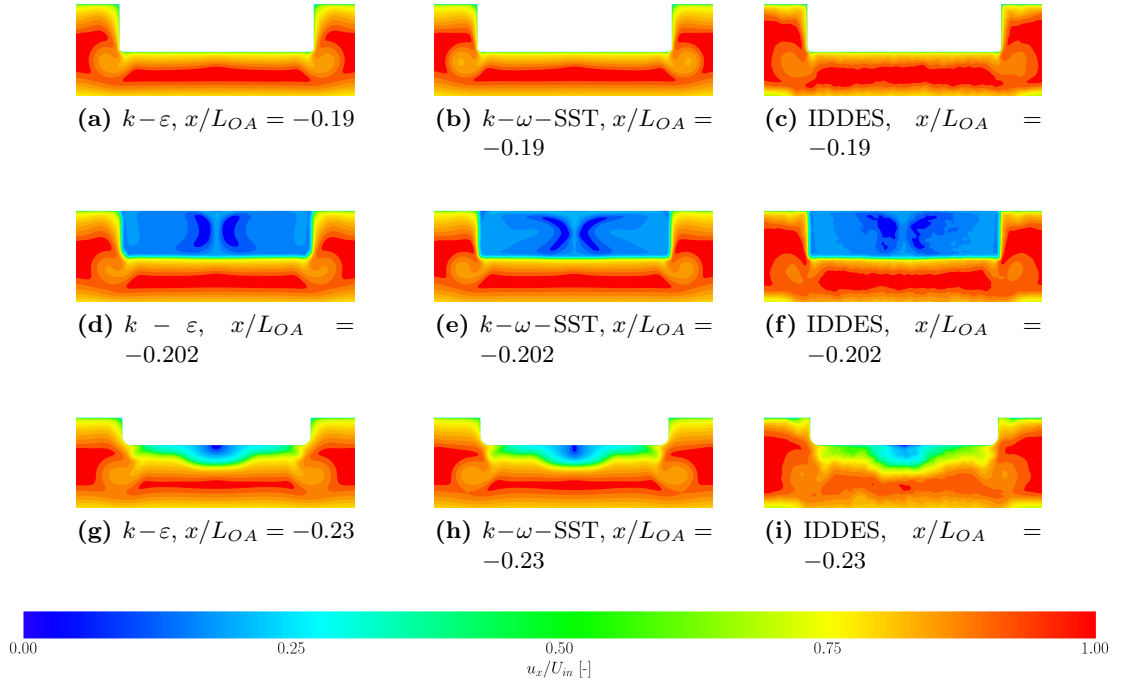 (a) k−ε, x/L_OA = −0.19
(b) k−ω−SST, x/L_OA =
−0.19
(c) IDDES, x/L_OA =
−0.19
(d) k − ε, x/L_OA =
−0.202
(e) k−ω−SST, x/L_OA =
−0.202
(f) IDDES, x/L_OA =
−0.202
(g) k−ε, x/L_OA = −0.23
(h) k−ω−SST, x/L_OA =
−0.23
(i) IDDES, x/L_OA =
−0.23
0.00 0.25 0.50 0.75 1.00
u_x/U_in [-]